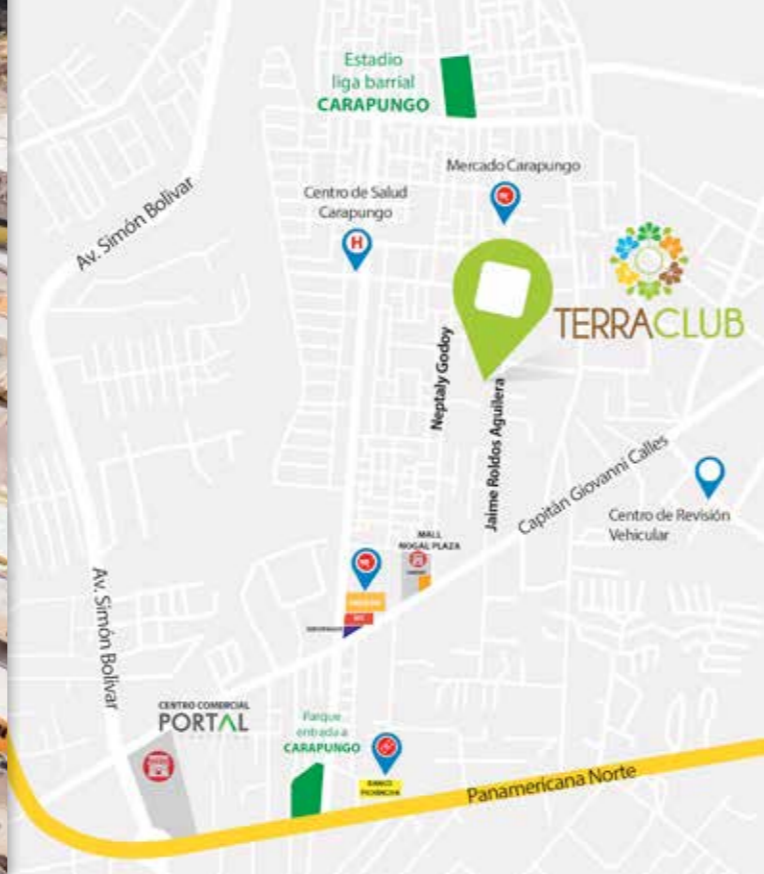 Estadio
liga barrial
CARAPUNGO
Mercado Carapungo
Centro de Salud
Carapungo
H
Av. Simón Bolivar
TERRACLUB
Neptaly Godoy
Jaime Roldos Aguilera
Capitán Giovanni Calles
Centro de Revisión
Vehicular
MALL
NOGAL PLAZA
Av. Simón Bolivar
CENTRO COMERCIAL
PORTAL
Parque
entrada a
CARAPUNGO
BANCO
PICHINCHA
Panamericana Norte